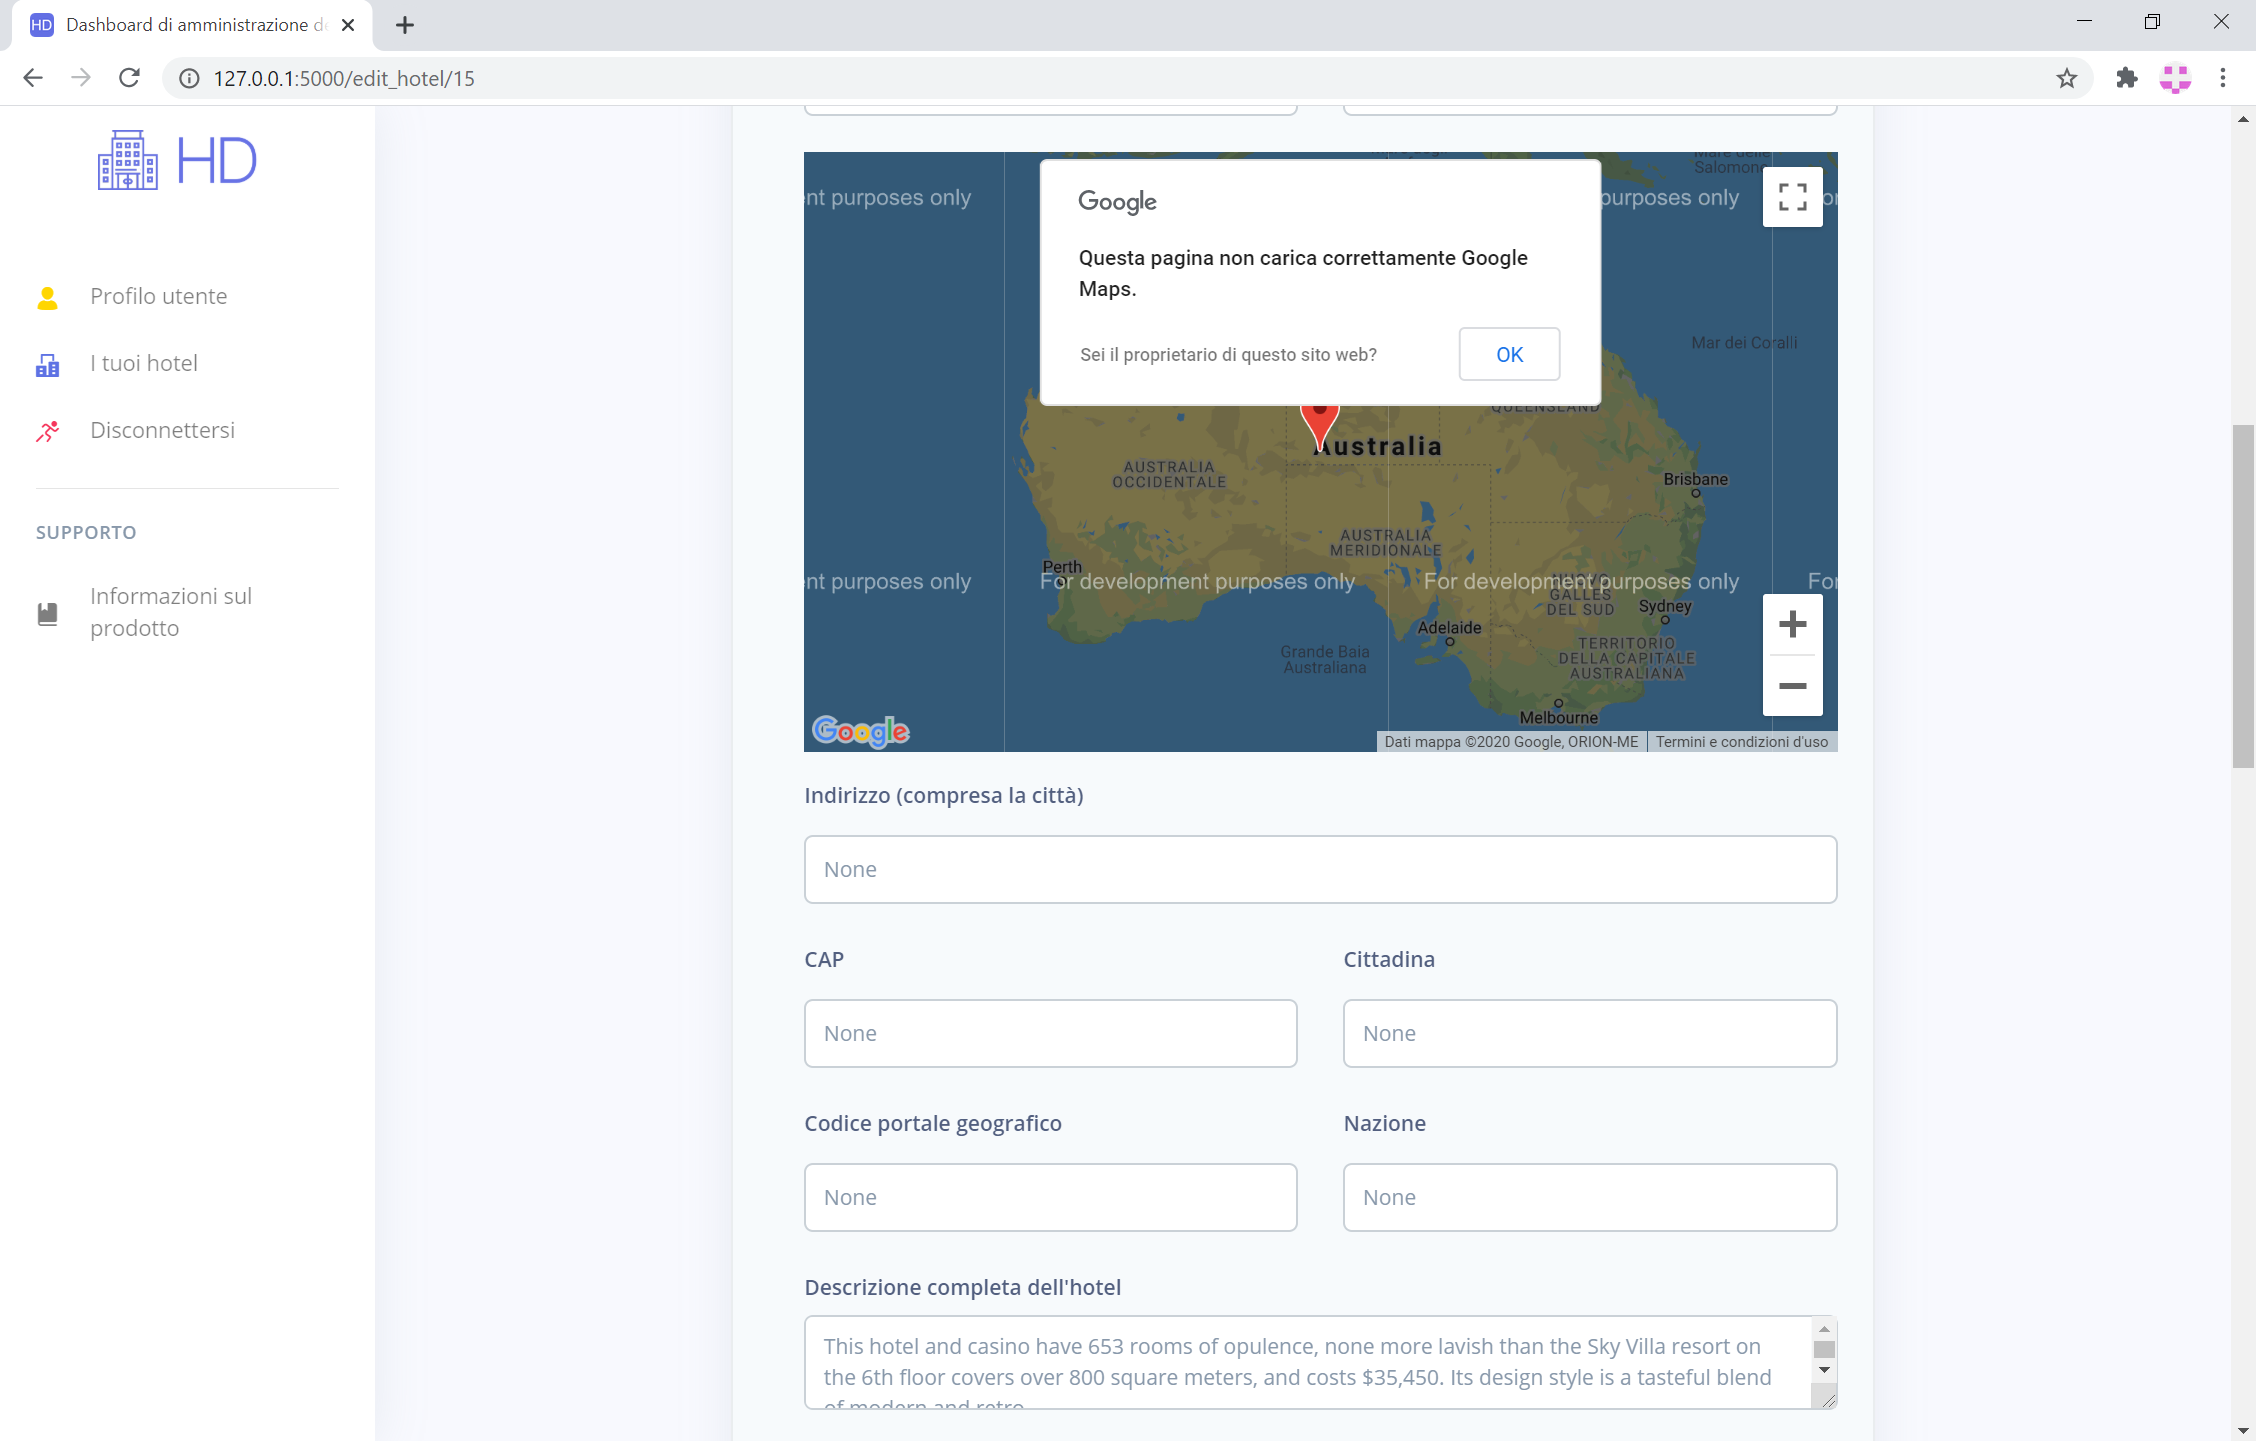 HD Dashboard di amministrazione d
127.0.0.1:5000/edit_hotel/15
HD
Profilo utente
I tuoi hotel
Disconnettersi
SUPPORTO
Informazioni sul
prodotto
Salomone
nt purposes only
purposes only
Google
Questa pagina non carica correttamente Google
Maps.
Sei il proprietario di questo sito web?
OK
Mar dei Coralli
QUEENSLAND
Australia
AUSTRALIA
OCCIDENTALE
Brisbane
AUSTRALIA
MERIDIONALE
Perth
nt purposes only
For development purposes only
For development purposes only
For
NUOVO
GALLES
DEL SUD
Sydney
Adelaide
Grande Baia
Australiana
TERRITORIO
DELLA CAPITALE
AUSTRALIANA
Melbourne
Google
Dati mappa ©2020 Google, ORION-ME
Termini e condizioni d'uso
Indirizzo (compresa la città)
None
CAP
Cittadina
None
None
Codice portale geografico
Nazione
None
None
Descrizione completa dell'hotel
This hotel and casino have 653 rooms of opulence, none more lavish than the Sky Villa resort on
the 6th floor covers over 800 square meters, and costs $35,450. Its design style is a tasteful blend
of modern and retro